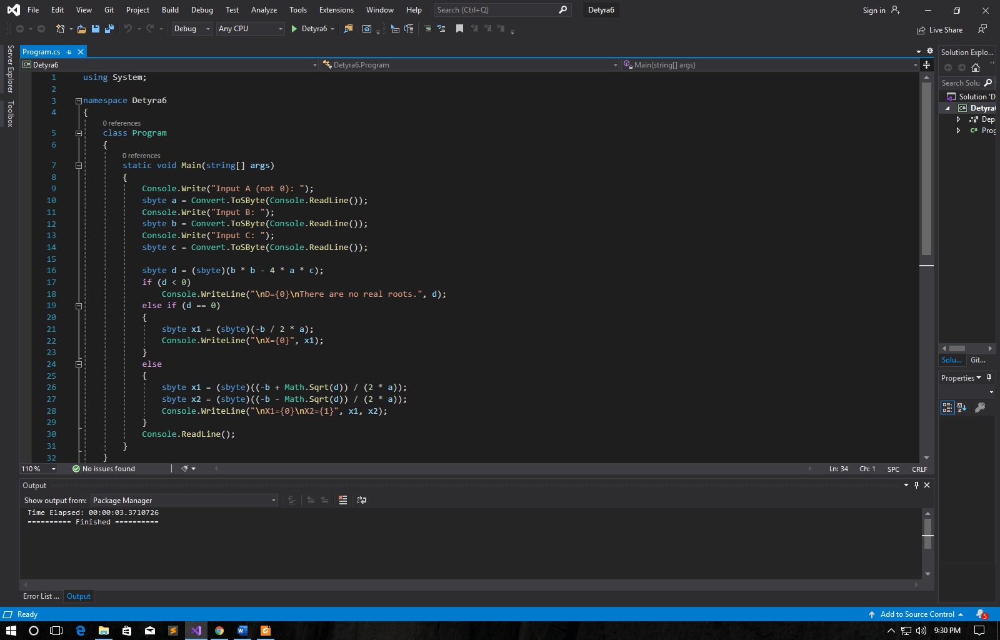 File Edit View Git Project Build Debug Test Analyze Tools Extensions Window Help Search (Ctrl+Q) Detyra6 Sign in
Debug Any CPU Detyra6 Live Share
Server Explorer
Toolbox
Program.cs
Detyra6 Detyra6.Program Main(string[] args)
1 using System;
2
3 namespace Detyra6
4 {
0 references
5 class Program
6 {
0 references
7 static void Main(string[] args)
8 {
9 Console.Write("Input A (not 0): ");
10 sbyte a = Convert.ToSByte(Console.ReadLine());
11 Console.Write("Input B: ");
12 sbyte b = Convert.ToSByte(Console.ReadLine());
13 Console.Write("Input C: ");
14 sbyte c = Convert.ToSByte(Console.ReadLine());
15
16 sbyte d = (sbyte)(b * b - 4 * a * c);
17 if (d < 0)
18 Console.WriteLine("\nD={0}\nThere are no real roots.", d);
19 else if (d == 0)
20 {
21 sbyte x1 = (sbyte)(-b / 2 * a);
22 Console.WriteLine("\nX={0}", x1);
23 }
24 else
25 {
26 sbyte x1 = (sbyte)((-b + Math.Sqrt(d)) / (2 * a));
27 sbyte x2 = (sbyte)((-b - Math.Sqrt(d)) / (2 * a));
28 Console.WriteLine("\nX1={0}\nX2={1}", x1, x2);
29 }
30 Console.ReadLine();
31 }
32 }
110 % No issues found Ln: 34 Ch: 1 SPC CRLF
Output
Show output from: Package Manager
Time Elapsed: 00:00:03.3710726
========== Finished ==========
Error List ... Output
Solution Explo...
Search Solu
Solution 'D
Detyra6
Dep
Prog
Solu... Git...
Properties
Ready Add to Source Control 5
9:30 PM